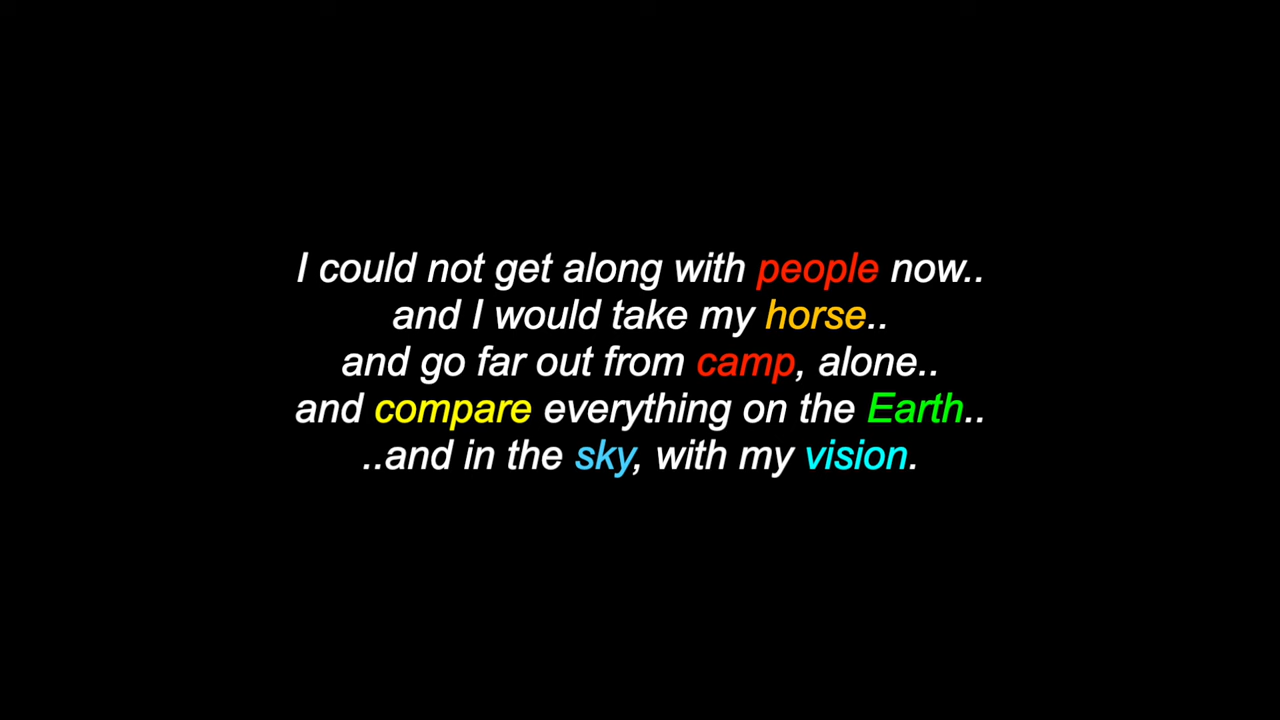 I could not get along with people now..
and I would take my horse..
and go far out from camp, alone..
and compare everything on the Earth..
..and in the sky, with my vision.